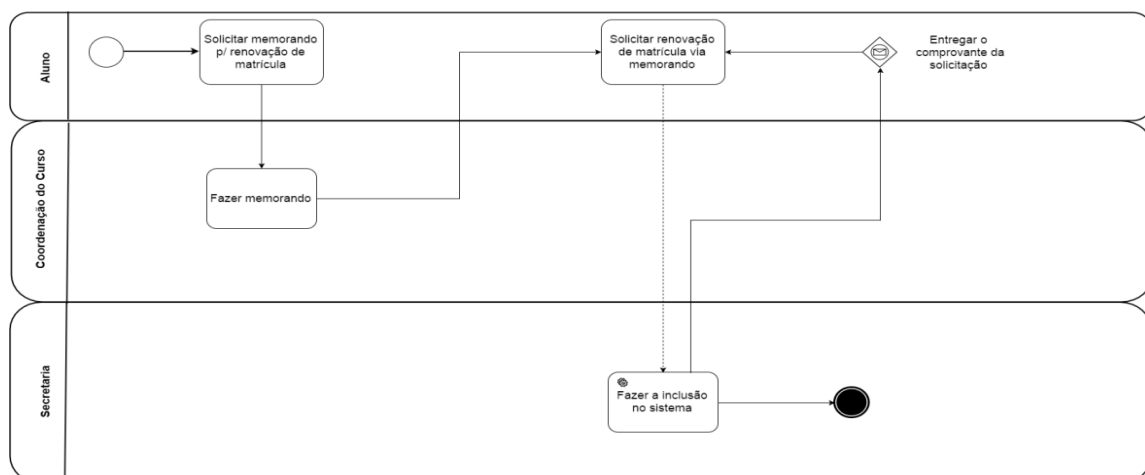 Aluno
Solicitar memorando
p/ renovação de
matrícula
Solicitar renovação
de matrícula via
memorando
Entregar o
comprovante da
solicitação
Coordenação do Curso
Fazer memorando
Secretaria
Fazer a inclusão
no sistema